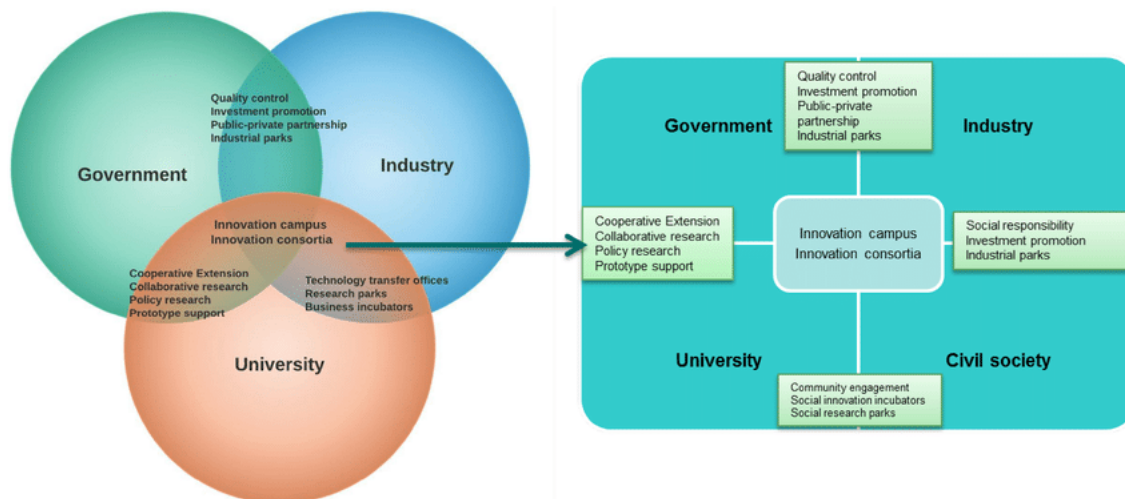 Quality control
Investment promotion
Public-private partnership
Industrial parks
Government
Industry
Innovation campus
Innovation consortia
Cooperative Extension
Collaborative research
Policy research
Prototype support
Technology transfer offices
Research parks
Business incubators
University
Quality control
Investment promotion
Public-private
partnership
Industrial parks
Government
Industry
Cooperative Extension
Collaborative research
Policy research
Prototype support
Innovation campus
Innovation consortia
Social responsibility
Investment promotion
Industrial parks
University
Civil society
Community engagement
Social innovation incubators
Social research parks